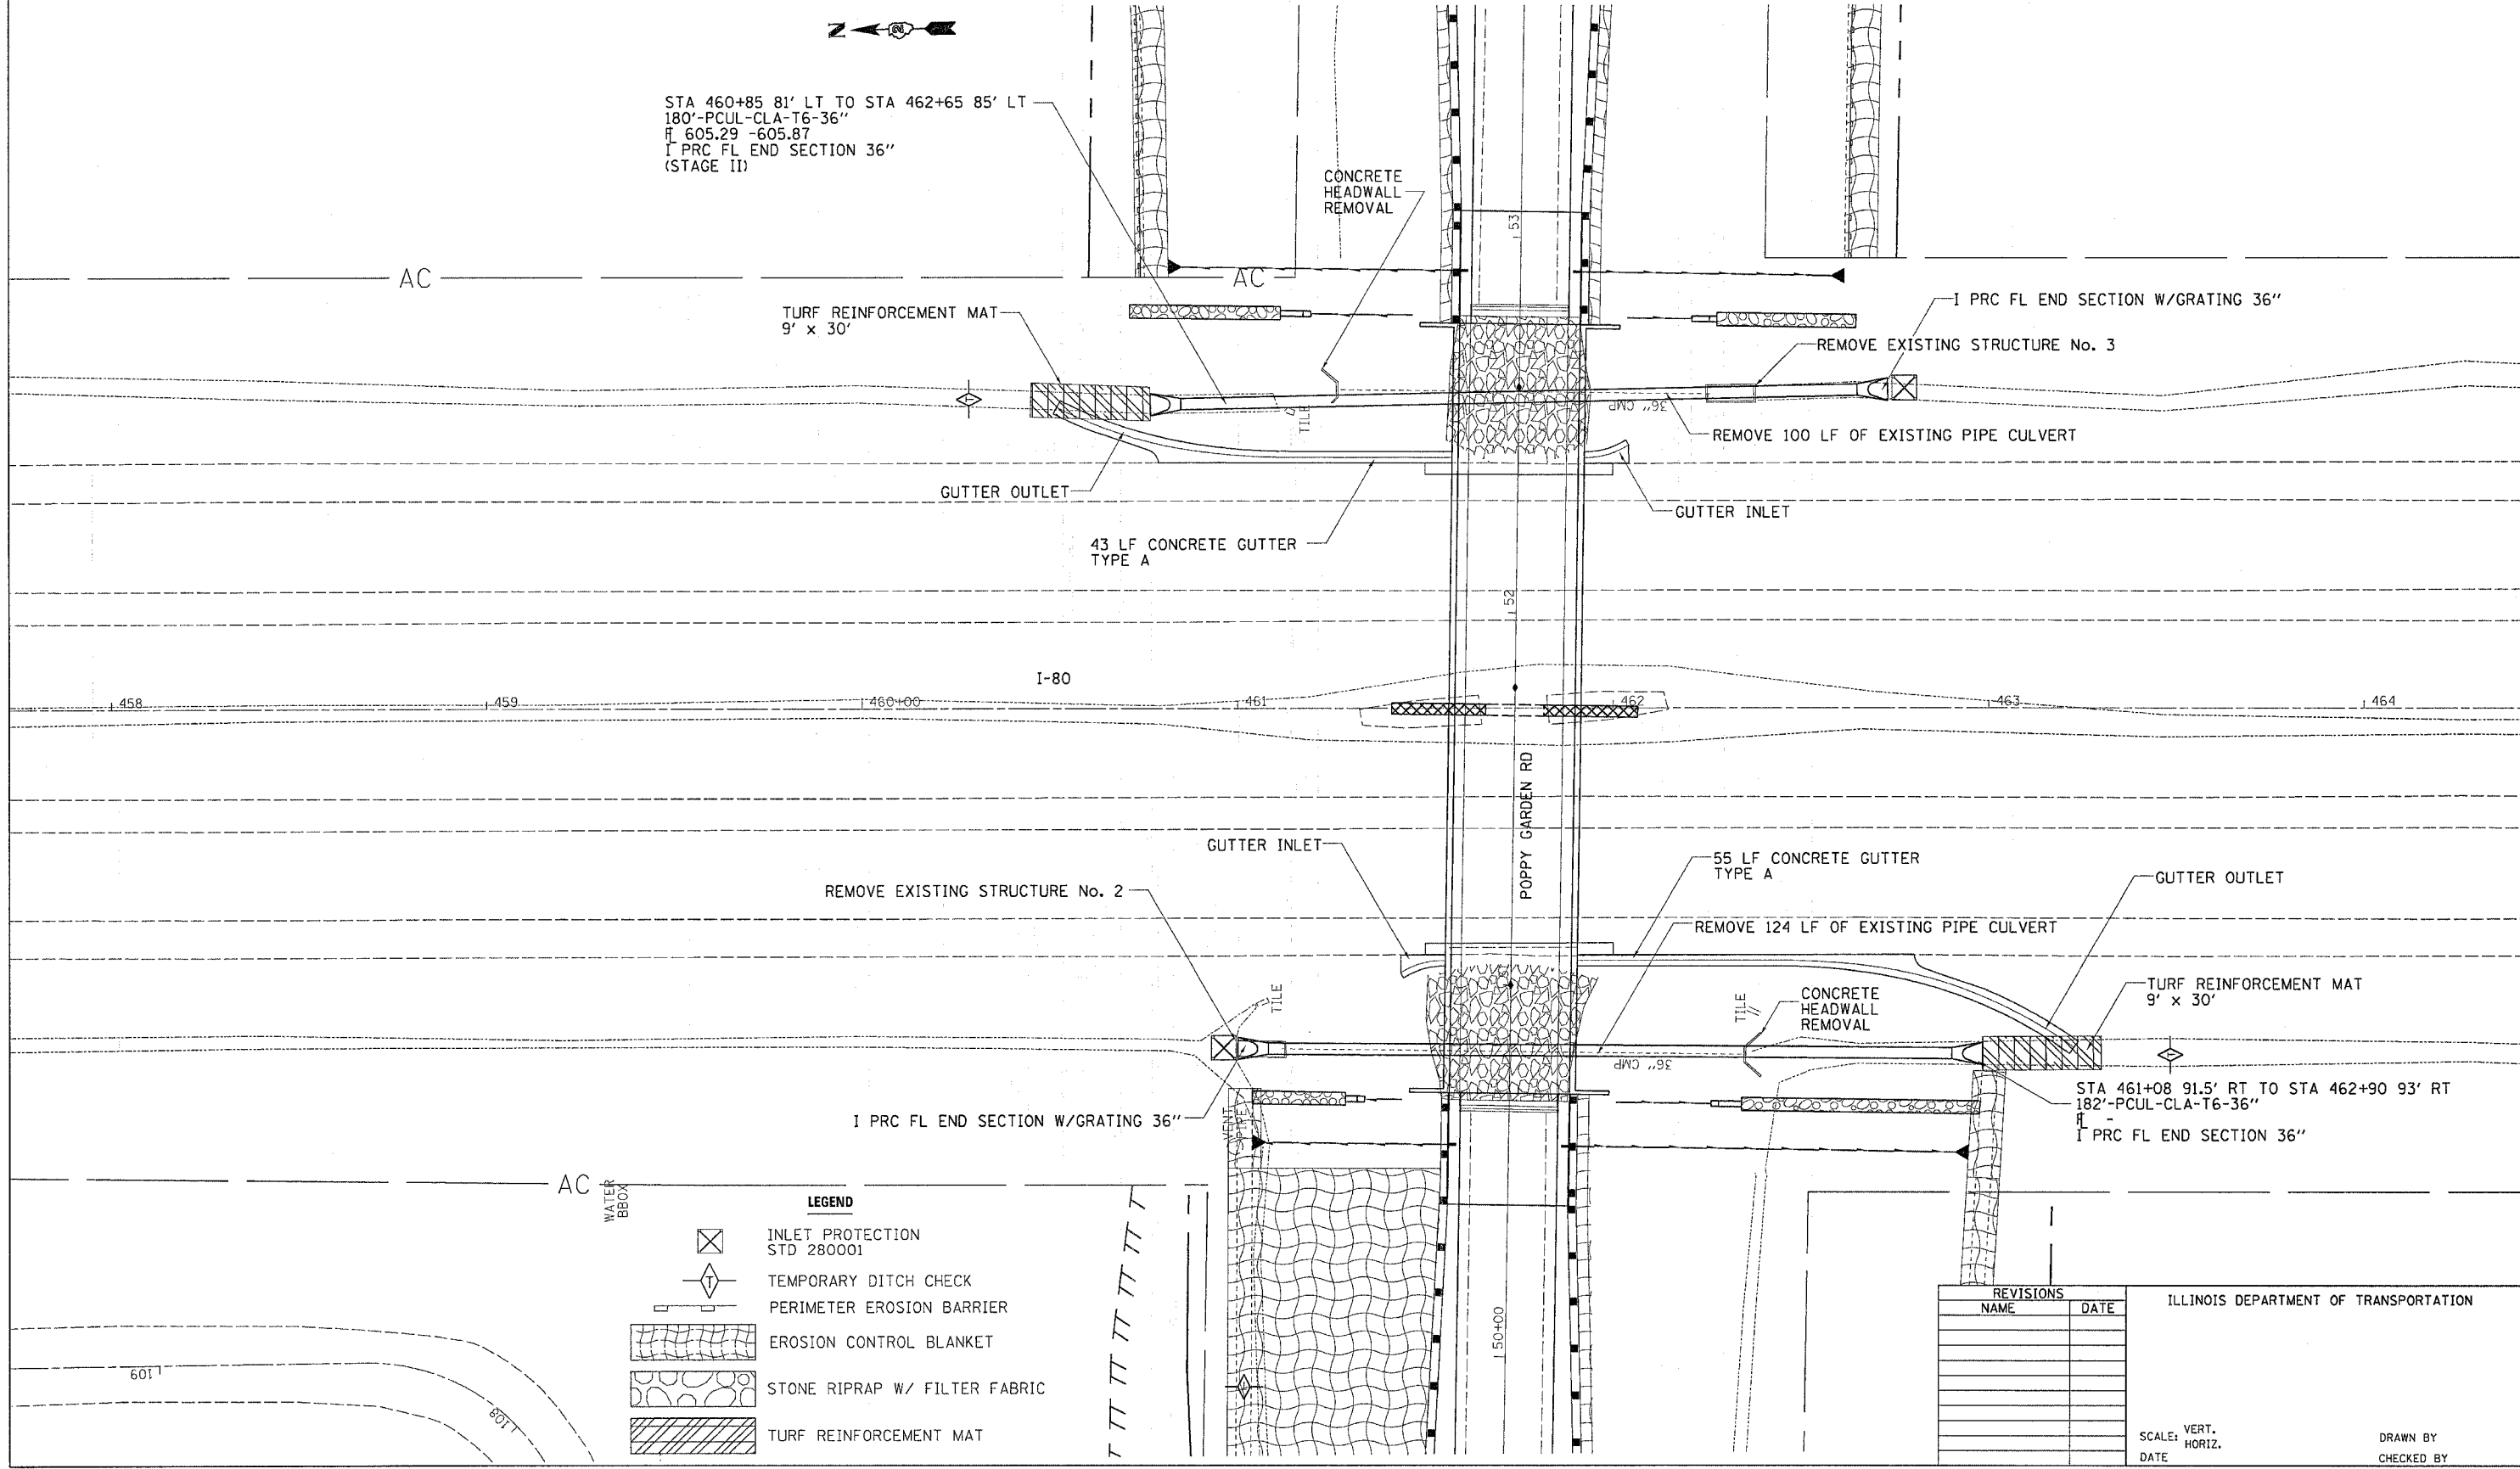 N
STA 460+85 81' LT TO STA 462+65 85' LT
180'-PCUL-CLA-T6-36"
FL 605.29 -605.87
1 PRC FL END SECTION 36"
(STAGE II)
CONCRETE
HEADWALL
REMOVAL
53
AC
AC
TURF REINFORCEMENT MAT
9' x 30'
1 PRC FL END SECTION W/GRATING 36"
REMOVE EXISTING STRUCTURE No. 3
T
TILE
36" CMP
REMOVE 100 LF OF EXISTING PIPE CULVERT
GUTTER OUTLET
GUTTER INLET
43 LF CONCRETE GUTTER
TYPE A
52
I-80
458
459
460+00
461
462
463
464
POPPY GARDEN RD
GUTTER INLET
55 LF CONCRETE GUTTER
TYPE A
GUTTER OUTLET
REMOVE EXISTING STRUCTURE No. 2
REMOVE 124 LF OF EXISTING PIPE CULVERT
TILE
TILE
CONCRETE
HEADWALL
REMOVAL
TURF REINFORCEMENT MAT
9' x 30'
36" CMP
T
1 PRC FL END SECTION W/GRATING 36"
VENT
PIPE
STA 461+08 91.5' RT TO STA 462+90 93' RT
182'-PCUL-CLA-T6-36"
FL -
1 PRC FL END SECTION 36"
AC
WATER
BBOX
LEGEND
INLET PROTECTION
STD 280001
T
TEMPORARY DITCH CHECK
PERIMETER EROSION BARRIER
EROSION CONTROL BLANKET
STONE RIPRAP W/ FILTER FABRIC
TURF REINFORCEMENT MAT
109
108
50+00
REVISIONS
NAME DATE
ILLINOIS DEPARTMENT OF TRANSPORTATION
SCALE: VERT.
HORIZ.
DATE
DRAWN BY
CHECKED BY